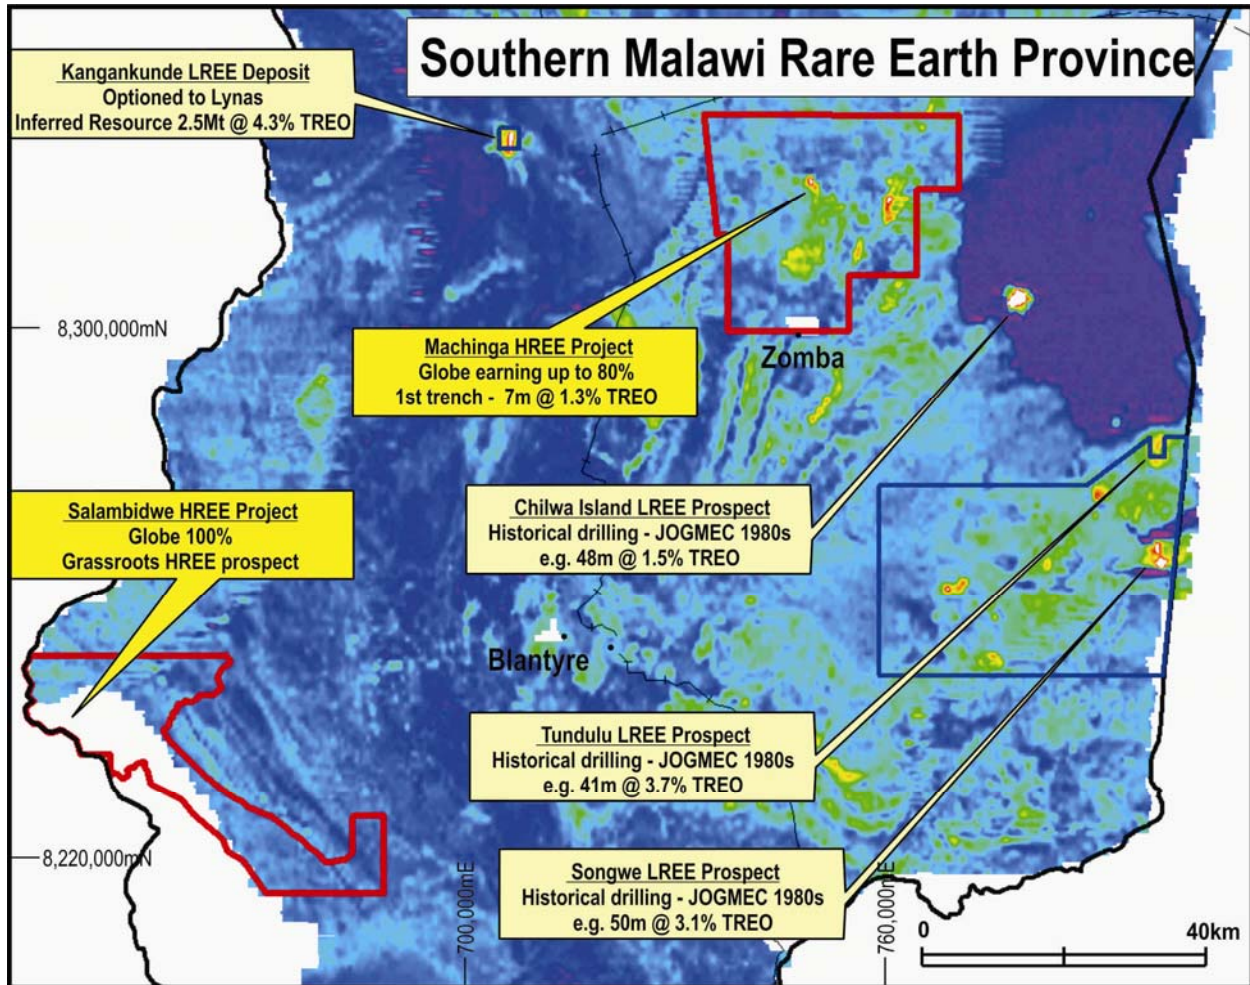 Southern Malawi Rare Earth Province
Kangankunde LREE Deposit
Optioned to Lynas
Inferred Resource 2.5Mt @ 4.3% TREO
8,300,000mN
Machinga HREE Project
Globe earning up to 80%
1st trench - 7m @ 1.3% TREO
Zomba
Salambidwe HREE Project
Globe 100%
Grassroots HREE prospect
Chilwa Island LREE Prospect
Historical drilling - JOGMEC 1980s
e.g. 48m @ 1.5% TREO
Blantyre
Tundulu LREE Prospect
Historical drilling - JOGMEC 1980s
e.g. 41m @ 3.7% TREO
8,220,000mN
700,000mE
Songwe LREE Prospect
Historical drilling - JOGMEC 1980s
e.g. 50m @ 3.1% TREO
760,000mE
0 40km